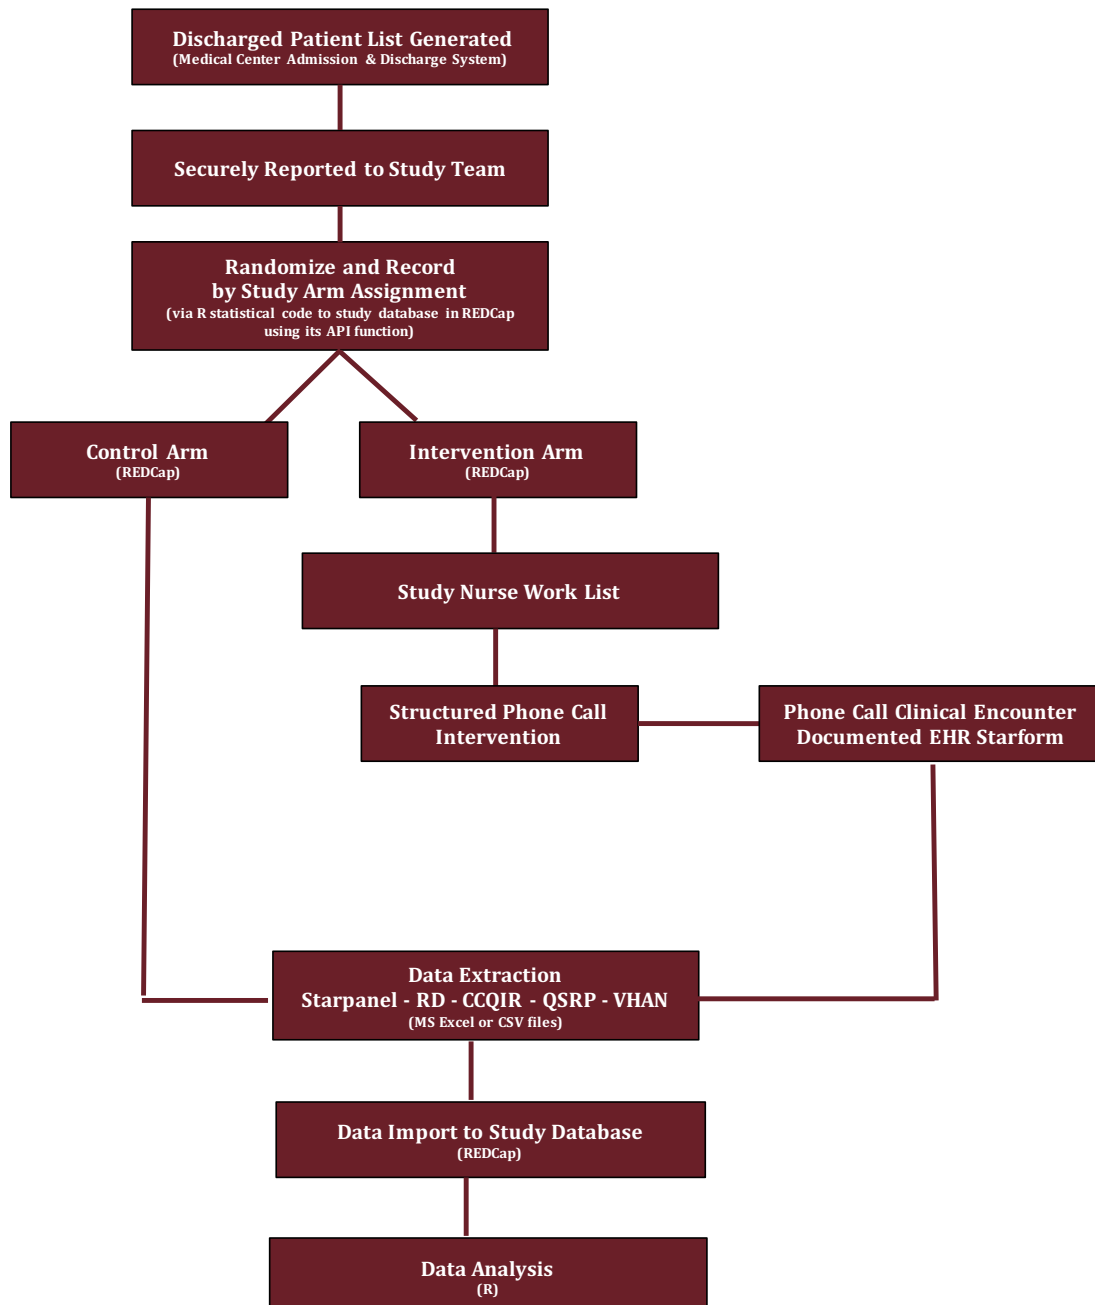 Discharged Patient List Generated
(Medical Center Admission & Discharge System)
Securely Reported to Study Team
Randomize and Record
by Study Arm Assignment
(via R statistical code to study database in REDCap
using its API function)
Control Arm
(REDCap)
Intervention Arm
(REDCap)
Study Nurse Work List
Structured Phone Call
Intervention
Phone Call Clinical Encounter
Documented EHR Starform
Data Extraction
Starpanel - RD - CCQIR - QSRP - VHAN
(MS Excel or CSV files)
Data Import to Study Database
(REDCap)
Data Analysis
(R)